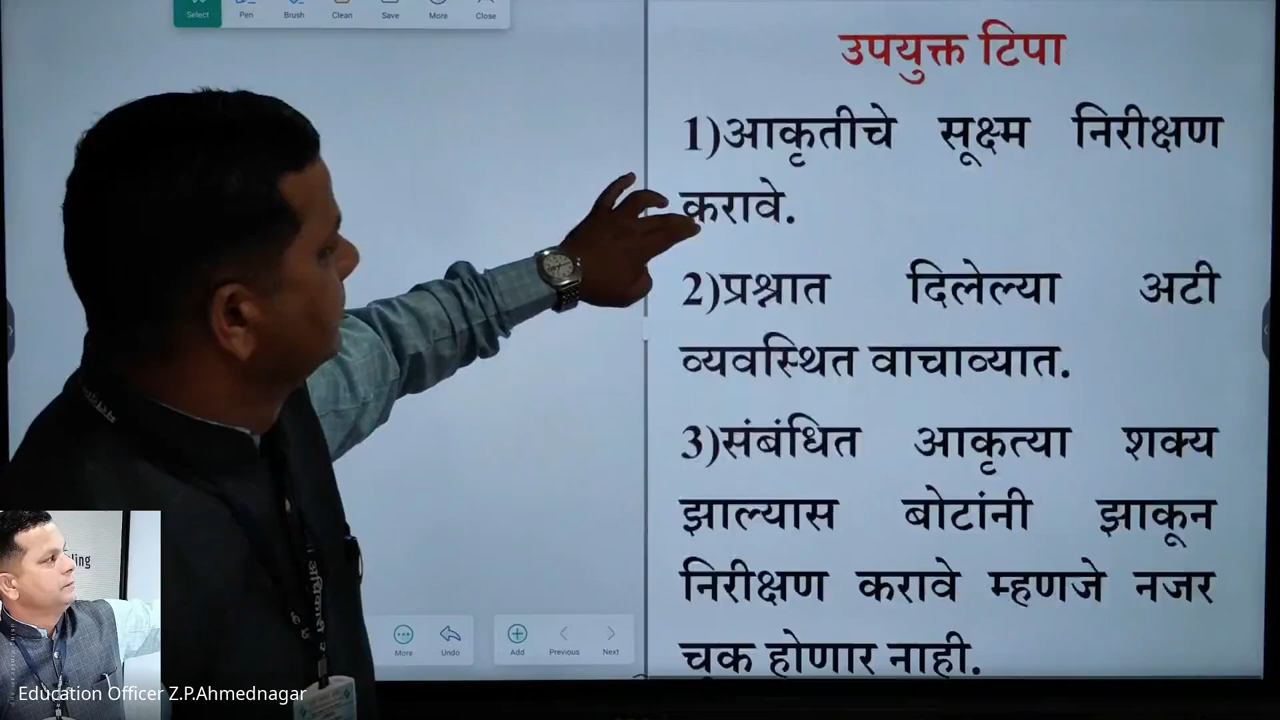 Select Pen Brush Clean Save More Close
उपयुक्त टिपा
1)आकृतीचे सूक्ष्म निरीक्षण
करावे.
2)प्रश्नात दिलेल्या अटी
व्यवस्थित वाचाव्यात.
3)संबंधित आकृत्या शक्य
झाल्यास बोटांनी झाकून
निरीक्षण करावे म्हणजे नजर
चूक होणार नाही.
More Undo Add Previous Next
Education Officer Z.P.Ahmednagar